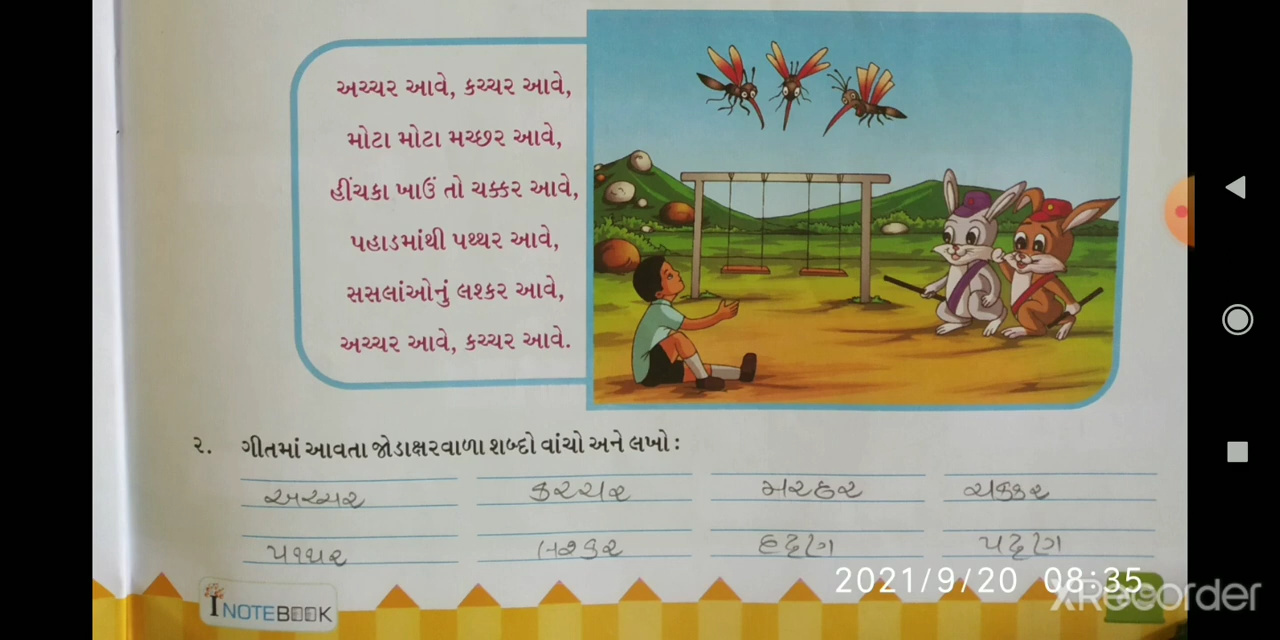 અચ્ચર આવે, કચ્ચર આવે,
મોટા મોટા મચ્છર આવે,
હીંચકા ખાઉં તો ચક્કર આવે,
પહાડમાંથી પથ્થર આવે,
સસલાંઓનું લશ્કર આવે,
અચ્ચર આવે, કચ્ચર આવે.
૨. ગીતમાં આવતા જોડાક્ષરવાળા શબ્દો વાંચો અને લખો :
અચ્ચર કચ્ચર મચ્છર ચક્કર
પથ્થર લશ્કર
2021/9/20 08:35
iNOTEBOOK
XRecorder